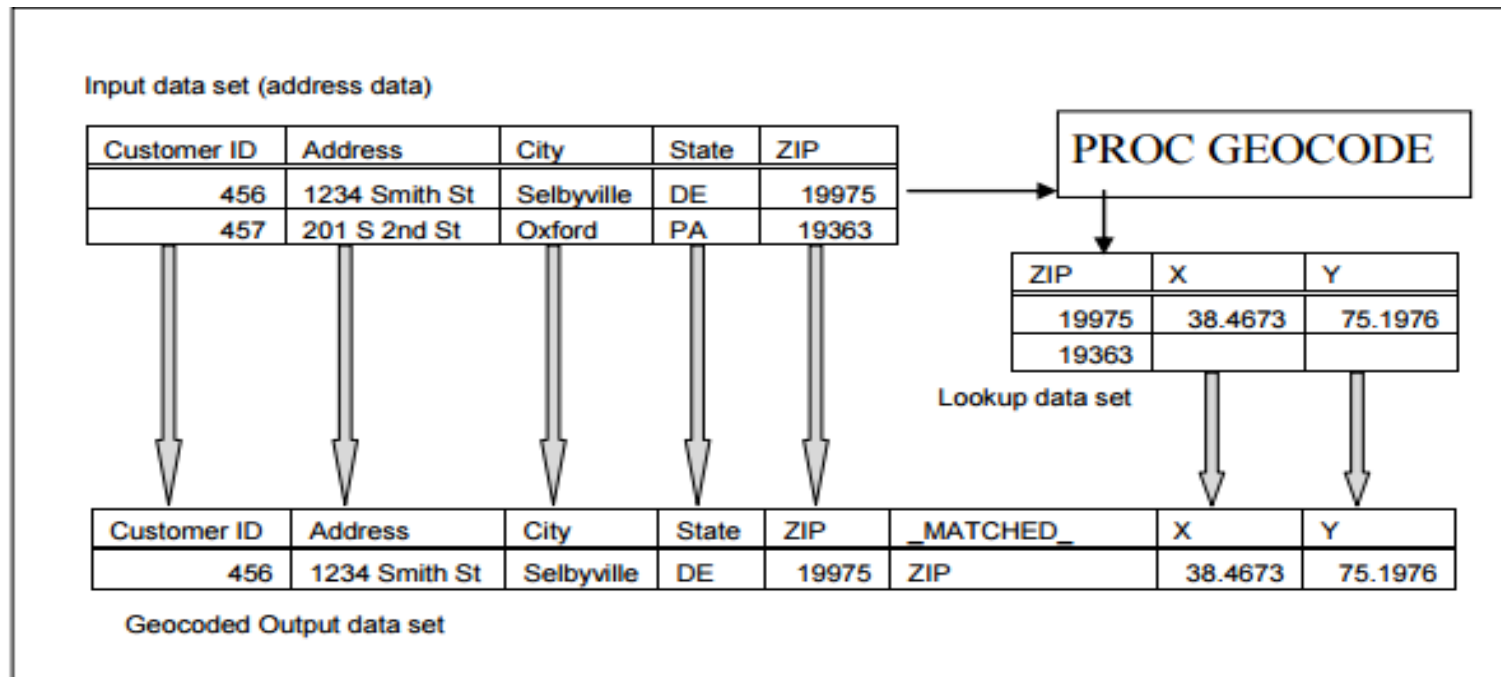 Input data set (address data)
PROC GEOCODE
Customer ID Address City State ZIP
456 1234 Smith St Selbyville DE 19975
457 201 S 2nd St Oxford PA 19363
ZIP X Y
19975 38.4673 75.1976
19363
Lookup data set
Customer ID Address City State ZIP _MATCHED_ X Y
456 1234 Smith St Selbyville DE 19975 ZIP 38.4673 75.1976
Geocoded Output data set